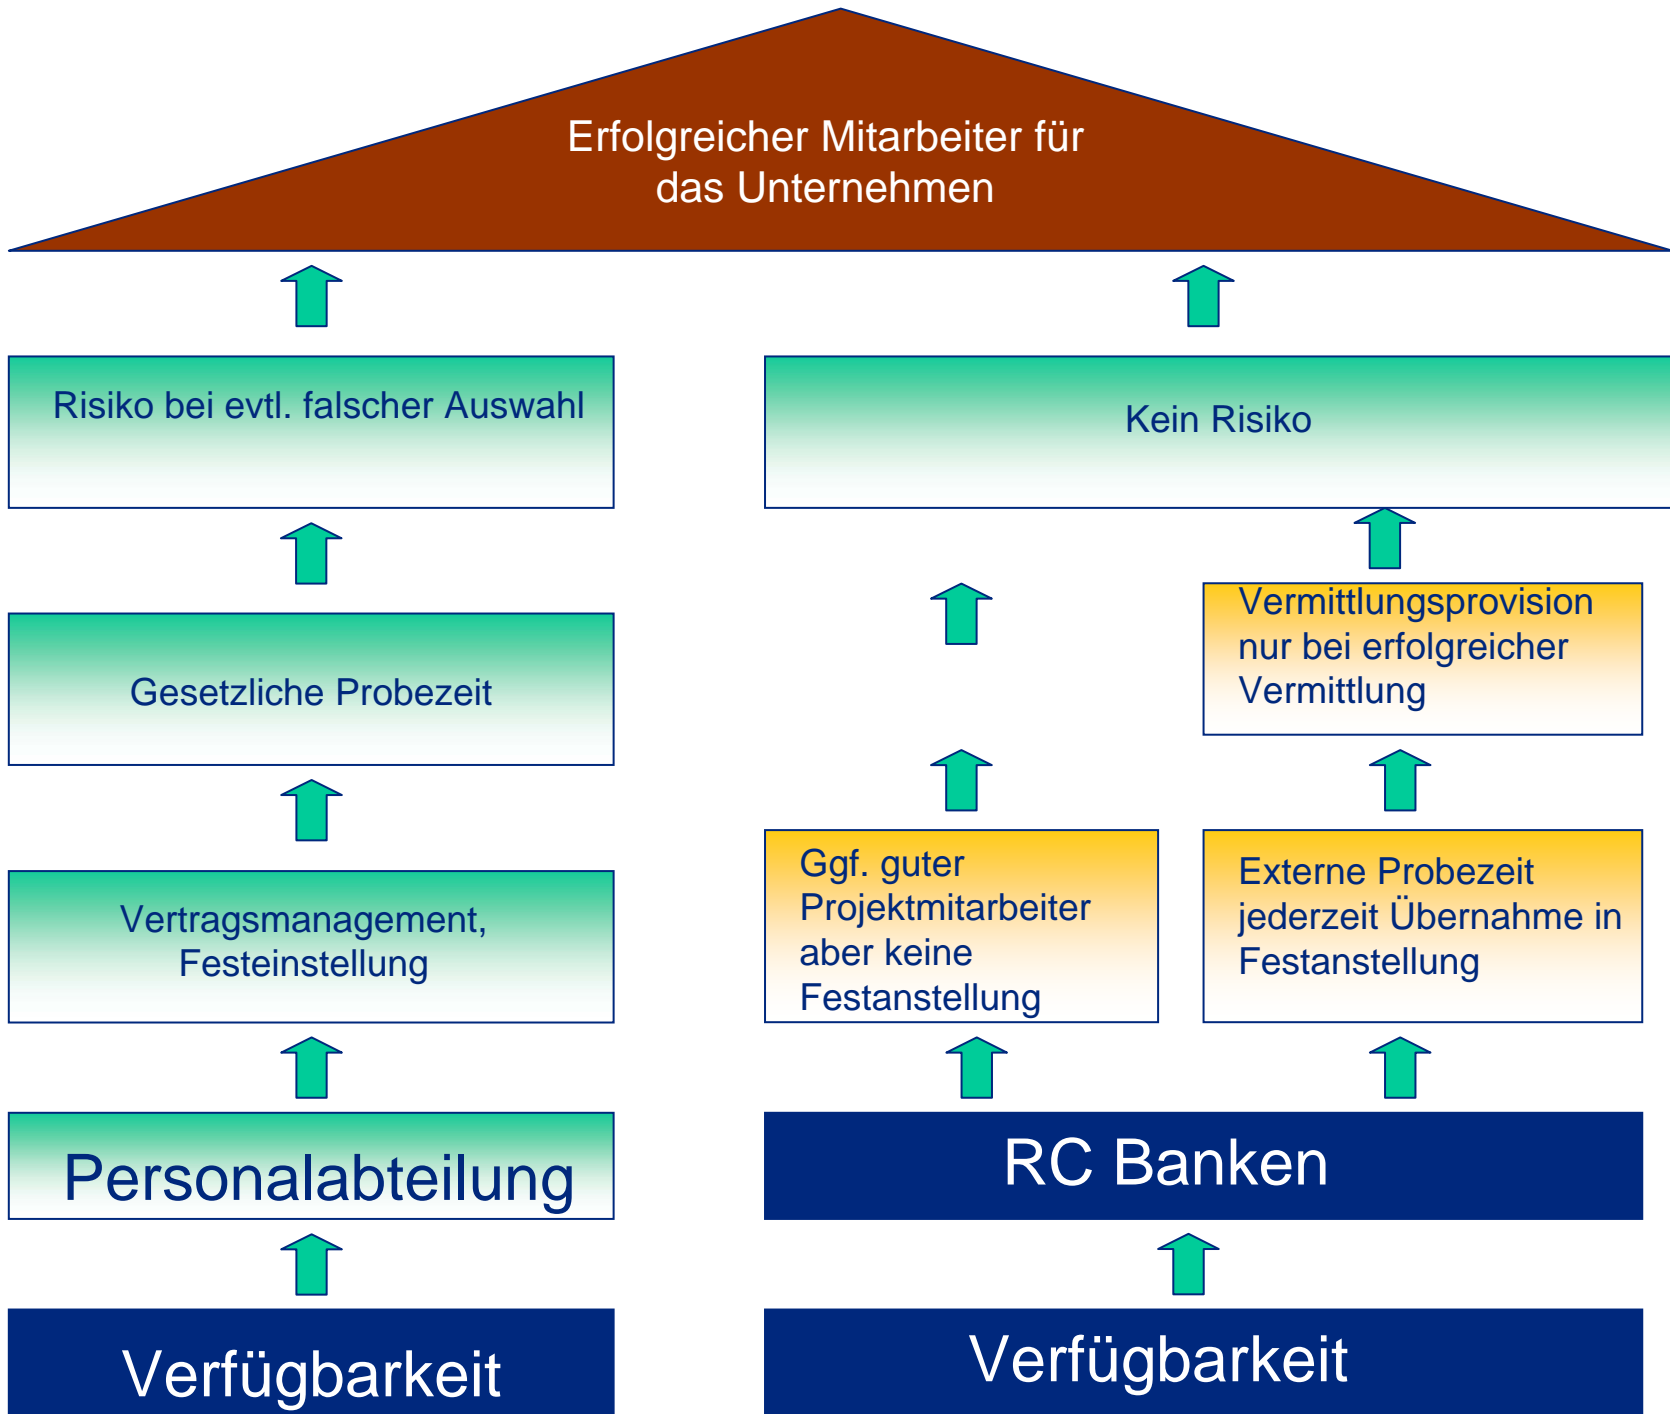 Erfolgreicher Mitarbeiter für
das Unternehmen
Risiko bei evtl. falscher Auswahl
Kein Risiko
Gesetzliche Probezeit
Vermittlungsprovision
nur bei erfolgreicher
Vermittlung
Vertragsmanagement,
Festeinstellung
Ggf. guter
Projektmitarbeiter
aber keine
Festanstellung
Externe Probezeit
jederzeit Übernahme in
Festanstellung
Personalabteilung
RC Banken
Verfügbarkeit
Verfügbarkeit